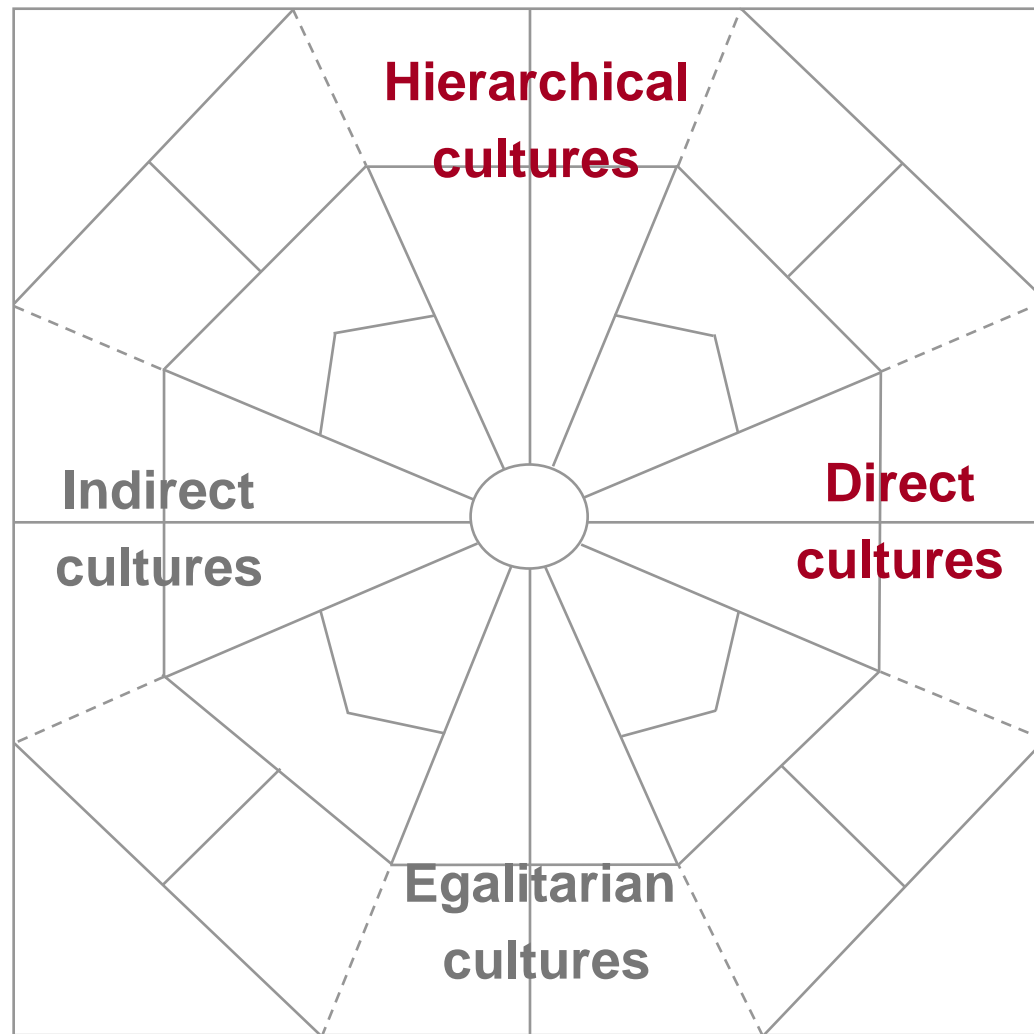 Hierarchical
cultures
Indirect
cultures
Direct
cultures
Egalitarian
cultures